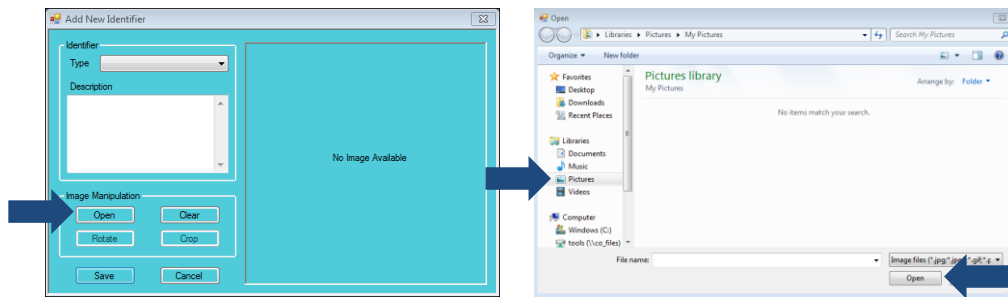 Add New Identifier
Identifier
Type
Description
No Image Available
Image Manipulation
Open
Clear
Rotate
Crop
Save
Cancel
Open
Libraries
Pictures
My Pictures
Search My Pictures
Organize
New folder
Favorites
Desktop
Downloads
Recent Places
Libraries
Documents
Music
Pictures
Videos
Computer
Windows (C:)
tools (\\co_files)
Pictures library
My Pictures
Arrange by: Folder
No items match your search.
File name:
Image files (*.jpg;*.jpe
*.gif;*.p
Open